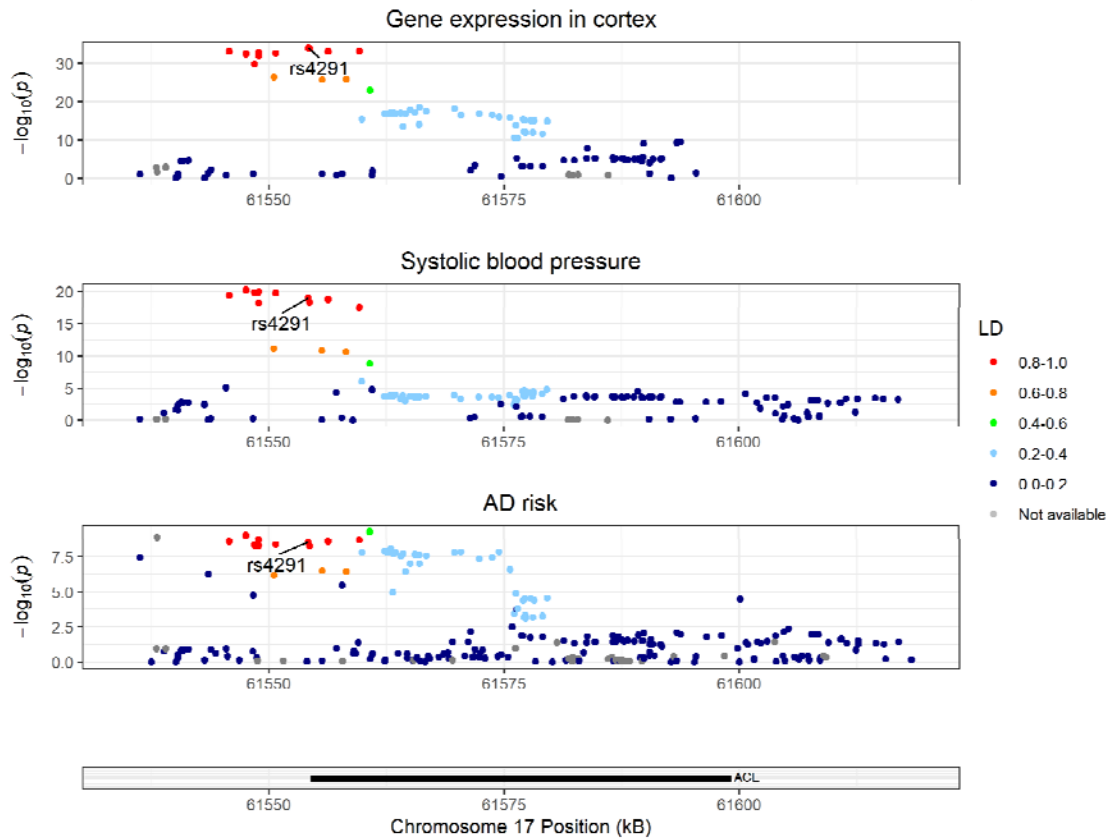 Gene expression in cortex
30
20
10
0
−log10(p)
rs4291
61550 61575 61600
Systolic blood pressure
20
15
10
5
0
−log10(p)
rs4291
61550 61575 61600
LD
0.8-1.0
0.6-0.8
0.4-0.6
0.2-0.4
0.0-0.2
Not available
AD risk
7.5
5.0
2.5
0.0
−log10(p)
rs4291
61550 61575 61600
ACE
61550 61575 61600
Chromosome 17 Position (kB)